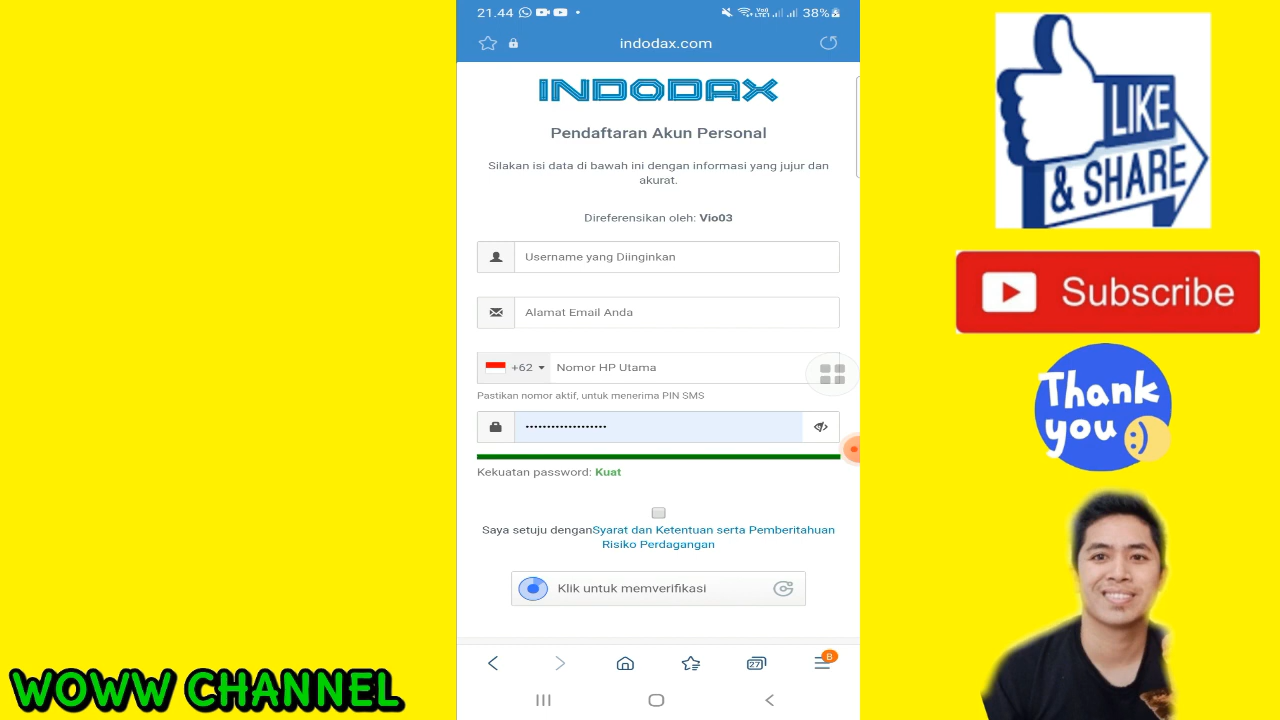 21.44
38%
indodax.com
INDODAX
Pendaftaran Akun Personal
Silakan isi data di bawah ini dengan informasi yang jujur dan
akurat.
Direferensikan oleh: Vio03
Username yang Diinginkan
Alamat Email Anda
+62 Nomor HP Utama
Pastikan nomor aktif, untuk menerima PIN SMS
•••••••••••••••••••
Kekuatan password: Kuat
Saya setuju denganSyarat dan Ketentuan serta Pemberitahuan
Risiko Perdagangan
Klik untuk memverifikasi
27
8
LIKE
& SHARE
Subscribe
Thank
you
WOWW CHANNEL